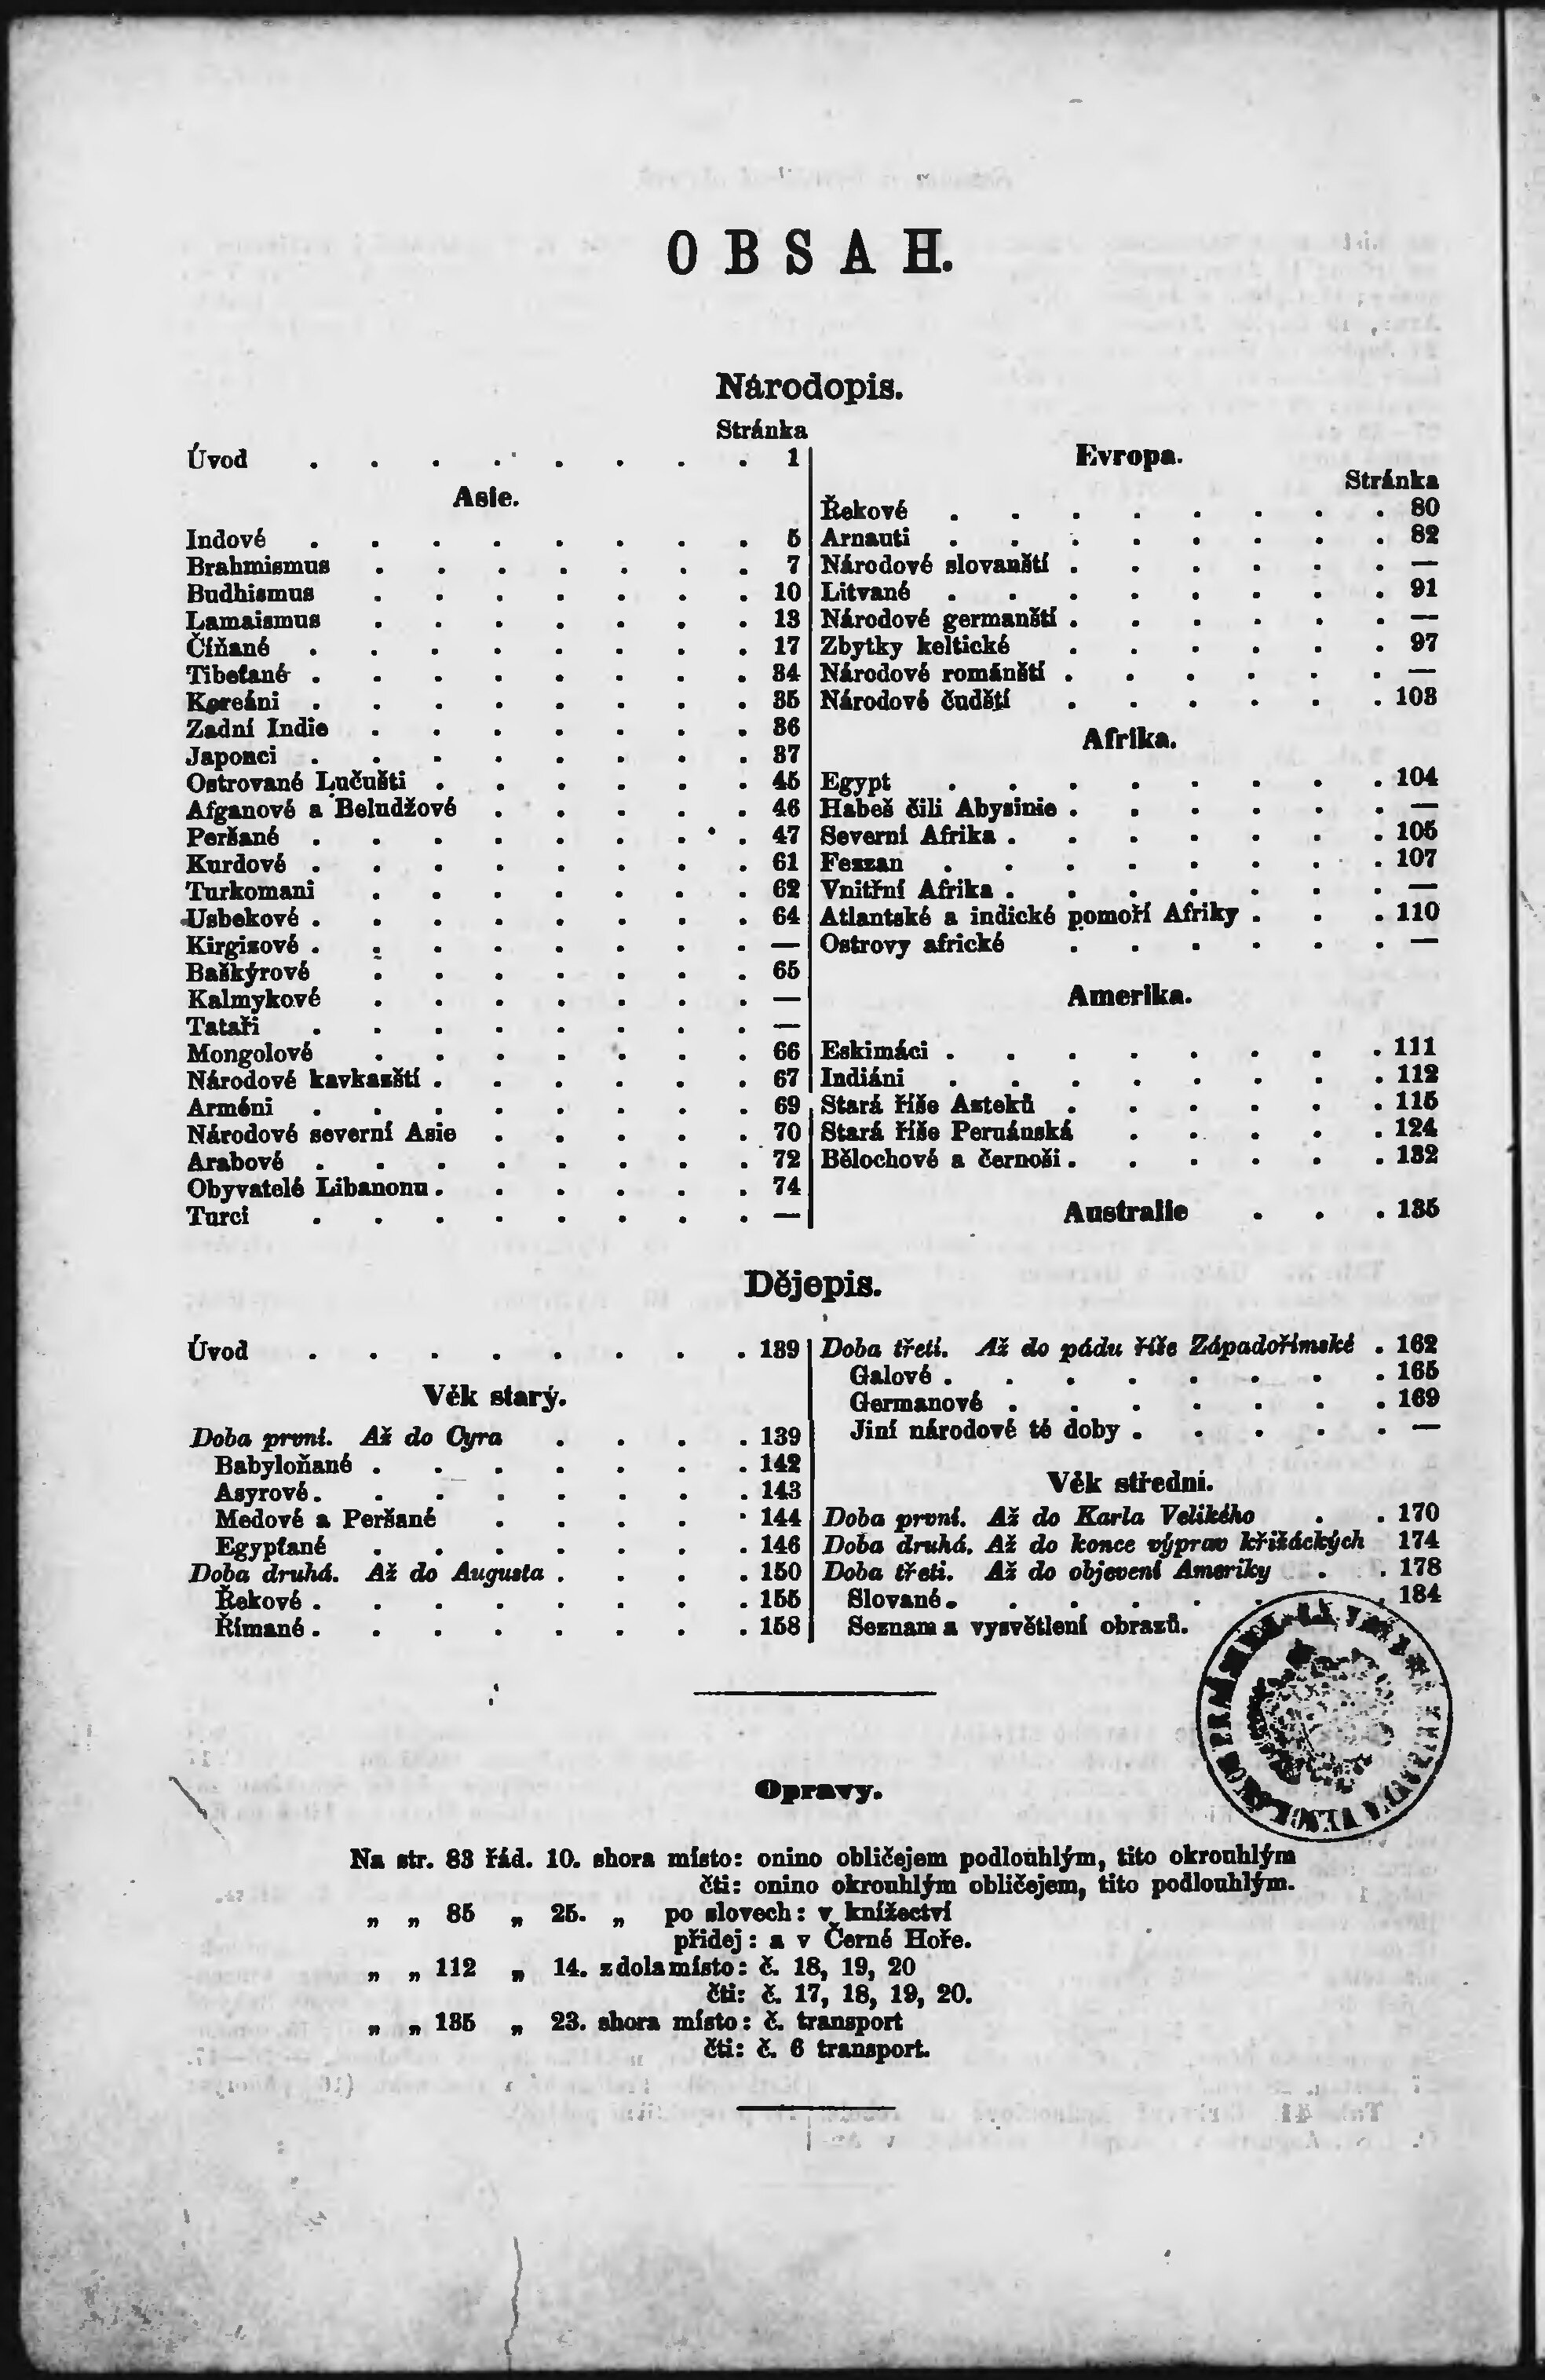 OBSAH.
Národopis.
Stránka
Úvod . . . . . . . . 1
Asie.
Indové . . . . . . . . 5
Brahmismus . . . . . . . 7
Budhismus . . . . . . . 10
Lamaismus . . . . . . . 13
Číňané . . . . . . . . 17
Tibeťané . . . . . . . . 34
Koreáni . . . . . . . . 35
Zadní Indie . . . . . . . 36
Japonci . . . . . . . . 37
Ostrované Lučušti . . . . . . 45
Afganové a Beludžové . . . . . 46
Peršané . . . . . . . . 47
Kurdové . . . . . . . . 61
Turkomani . . . . . . . 62
Usbekové . . . . . . . . 64
Kirgisové . . . . . . . . —
Baškýrové . . . . . . . 65
Kalmykové . . . . . . . —
Tataři . . . . . . . . —
Mongolové . . . . . . . 66
Národové kavkazští . . . . . . 67
Arméni . . . . . . . . 69
Národové severní Asie . . . . . 70
Arabové . . . . . . . . 72
Obyvatelé Libanonu . . . . . . 74
Turci . . . . . . . . —
Evropa.
Stránka
Řekové . . . . . . . . 80
Arnauti . . . . . . . . 82
Národové slovanští . . . . . . —
Litvané . . . . . . . . 91
Národové germanští . . . . . . —
Zbytky keltické . . . . . . 97
Národové románští . . . . . . —
Národové čudští . . . . . . 103
Afrika.
Egypt . . . . . . . . 104
Habeš čili Abysinie . . . . . . —
Severní Afrika . . . . . . . 105
Fezzan . . . . . . . . 107
Vnitřní Afrika . . . . . . . —
Atlantské a indické pomoří Afriky . . . 110
Ostrovy africké . . . . . . —
Amerika.
Eskimáci . . . . . . . . 111
Indiáni . . . . . . . . 112
Stará říše Azteků . . . . . . 115
Stará říše Peruánská . . . . . 124
Bělochové a černoši . . . . . . 132
Australie . . . 135
Dějepis.
Úvod . . . . . . . . 139
Věk starý.
Doba první. Až do Cyra . . . . 139
Babyloňané . . . . . . . 142
Asyrové . . . . . . . . 143
Medové a Peršané . . . . . 144
Egypťané . . . . . . . 146
Doba druhá. Až do Augusta . . . . 150
Řekové . . . . . . . . 155
Římané . . . . . . . . 158
Doba třetí. Až do pádu říše Západořímské . 162
Galové . . . . . . . . 165
Germanové . . . . . . . 169
Jiní národové té doby . . . . . —
Věk střední.
Doba první. Až do Karla Velikého . . 170
Doba druhá. Až do konce výprav křižáckých 174
Doba třetí. Až do objevení Ameriky . . 178
Slované . . . . . . . . 184
Seznam a vysvětlení obrazů.
Opravy.
Na str. 83 řád. 10. shora místo: onino obličejem podlouhlým, tito okrouhlým
čti: onino okrouhlým obličejem, tito podlouhlým.
„ „ 85 „ 25. „ po slovech: v knížectví
přidej: a v Černé Hoře.
„ „ 112 „ 14. zdola místo: č. 18, 19, 20
čti: č. 17, 18, 19, 20.
„ „ 135 „ 23. shora místo: č. transport
čti: č. 6 transport.